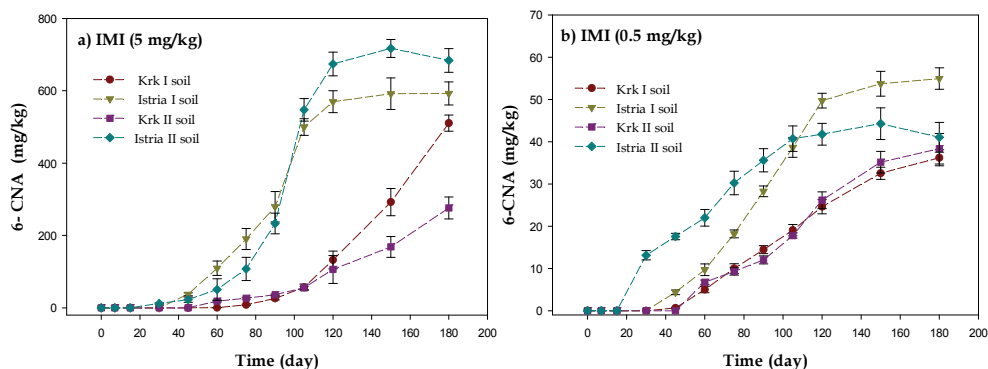 a) IMI (5 mg/kg)
Krk I soil
Istria I soil
Krk II soil
Istria II soil
6- CNA (mg/kg)
800
600
400
200
0
0 20 40 60 80 100 120 140 160 180 200
Time (day)
b) IMI (0.5 mg/kg)
Krk I soil
Istria I soil
Krk II soil
Istria II soil
6-CNA (mg/kg)
70
60
50
40
30
20
10
0
0 20 40 60 80 100 120 140 160 180 200
Time (day)